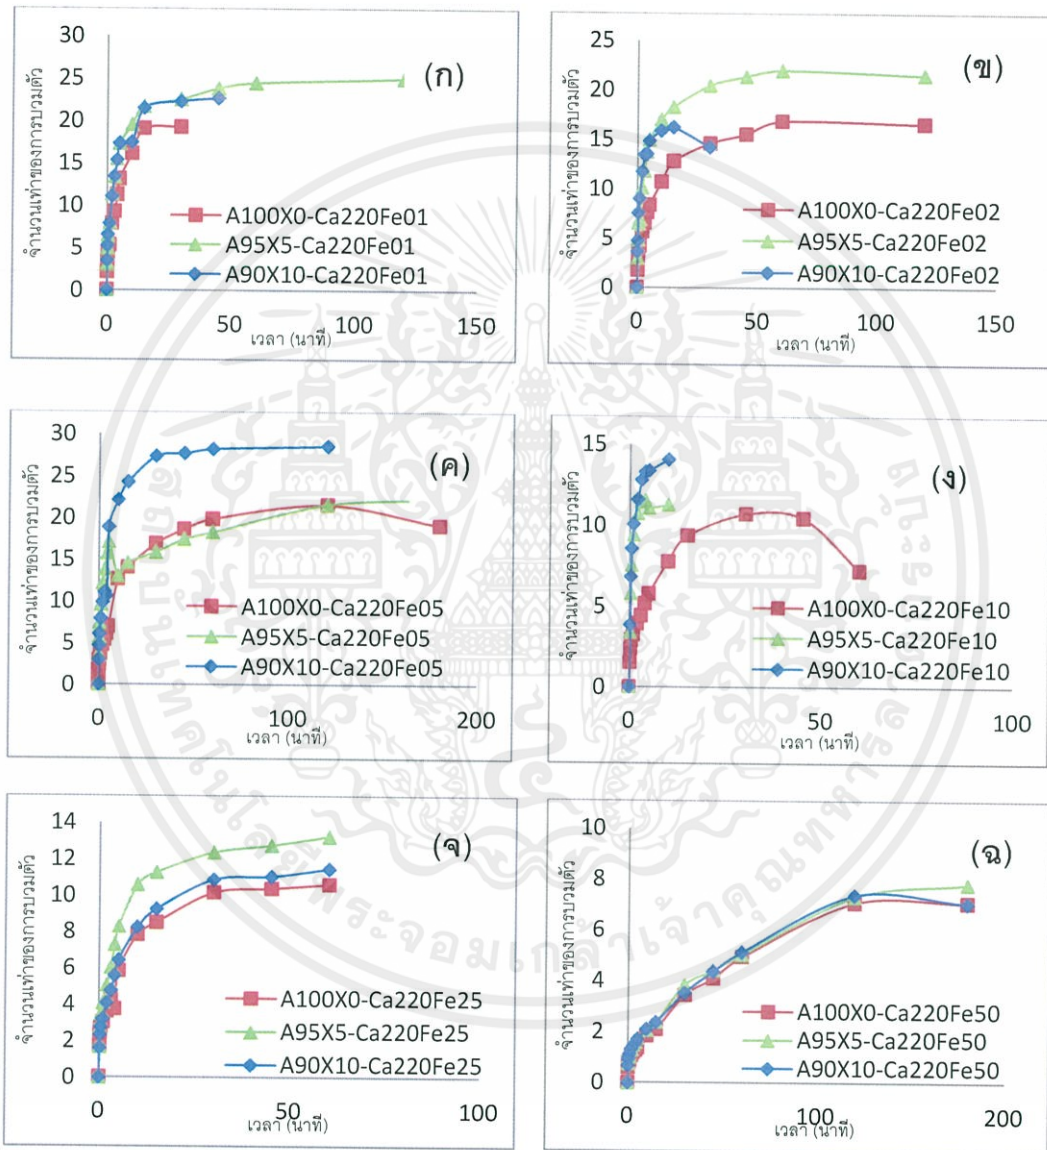 จำนวนเท่าของการบวมตัว
30
25
20
15
10
5
0
(ก)
A100X0-Ca220Fe01
A95X5-Ca220Fe01
A90X10-Ca220Fe01
0
50
100
150
เวลา (นาที)
จำนวนเท่าของการบวมตัว
25
20
15
10
5
0
(ข)
A100X0-Ca220Fe02
A95X5-Ca220Fe02
A90X10-Ca220Fe02
0
50
100
150
เวลา (นาที)
จำนวนเท่าของการบวมตัว
30
25
20
15
10
5
0
(ค)
A100X0-Ca220Fe05
A95X5-Ca220Fe05
A90X10-Ca220Fe05
0
100
200
เวลา (นาที)
จำนวนเท่าของการบวมตัว
15
10
5
0
(ง)
A100X0-Ca220Fe10
A95X5-Ca220Fe10
A90X10-Ca220Fe10
0
50
100
เวลา (นาที)
จำนวนเท่าของการบวมตัว
14
12
10
8
6
4
2
0
(จ)
A100X0-Ca220Fe25
A95X5-Ca220Fe25
A90X10-Ca220Fe25
0
50
100
เวลา (นาที)
จำนวนเท่าของการบวมตัว
10
8
6
4
2
0
(ฉ)
A100X0-Ca220Fe50
A95X5-Ca220Fe50
A90X10-Ca220Fe50
0
100
200
เวลา (นาที)